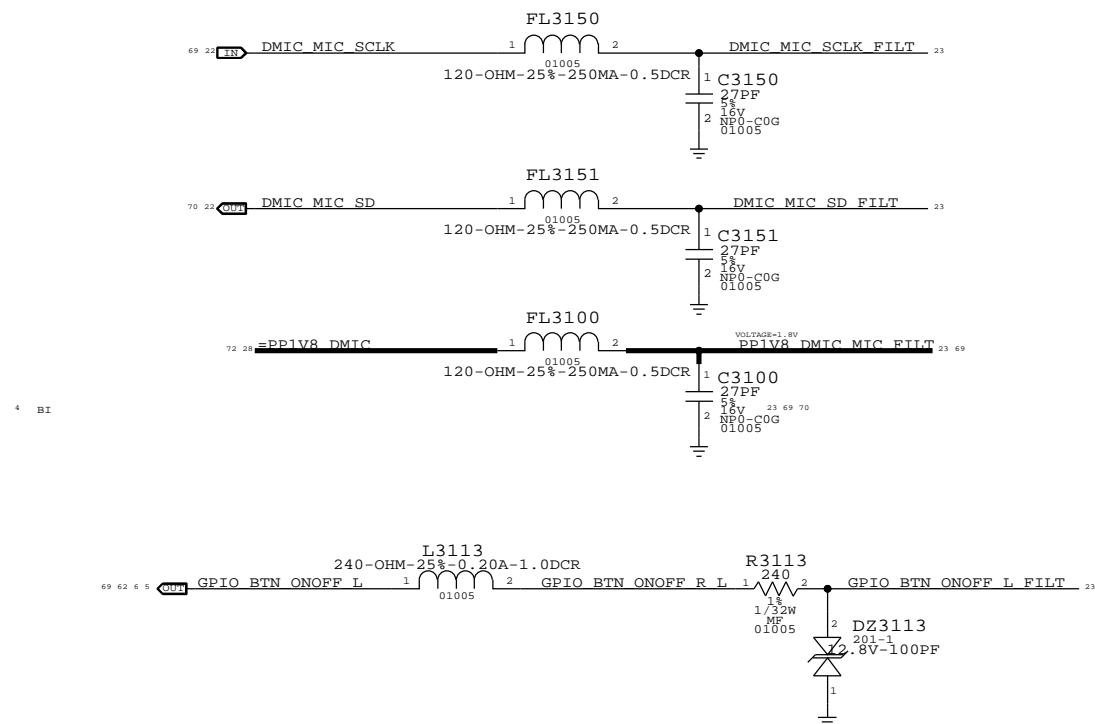 FL3150
69 22 IN DMIC_MIC_SCLK 1 2 DMIC_MIC_SCLK_FILT 23
01005
120-OHM-25%-250MA-0.5DCR
1 C3150
27PF
5%
16V
2 NP0-C0G
01005
FL3151
70 22 OUT DMIC_MIC_SD 1 2 DMIC_MIC_SD_FILT 23
01005
120-OHM-25%-250MA-0.5DCR
1 C3151
27PF
5%
16V
2 NP0-C0G
01005
FL3100
VOLTAGE=1.8V
72 28 =PP1V8_DMIC 1 2 PP1V8_DMIC_MIC_FILT 23 69
01005
120-OHM-25%-250MA-0.5DCR
1 C3100
27PF
5%
4 BI
16V 23 69 70
2 NP0-C0G
01005
L3113
240-OHM-25%-0.20A-1.0DCR
R3113
240
69 62 6 5 OUT GPIO_BTN_ONOFF_L 1 2 GPIO_BTN_ONOFF_R_L 1 2 GPIO_BTN_ONOFF_L_FILT 23
01005
1%
1/32W
MF
01005
2 DZ3113
201-1
12.8V-100PF
1